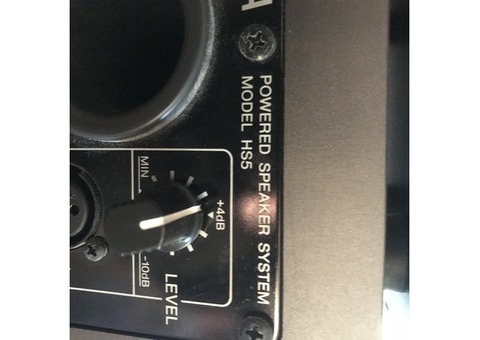 POWERED SPEAKER SYSTEM
MODEL HS5
+4dB
LEVEL
MIN
-10dB